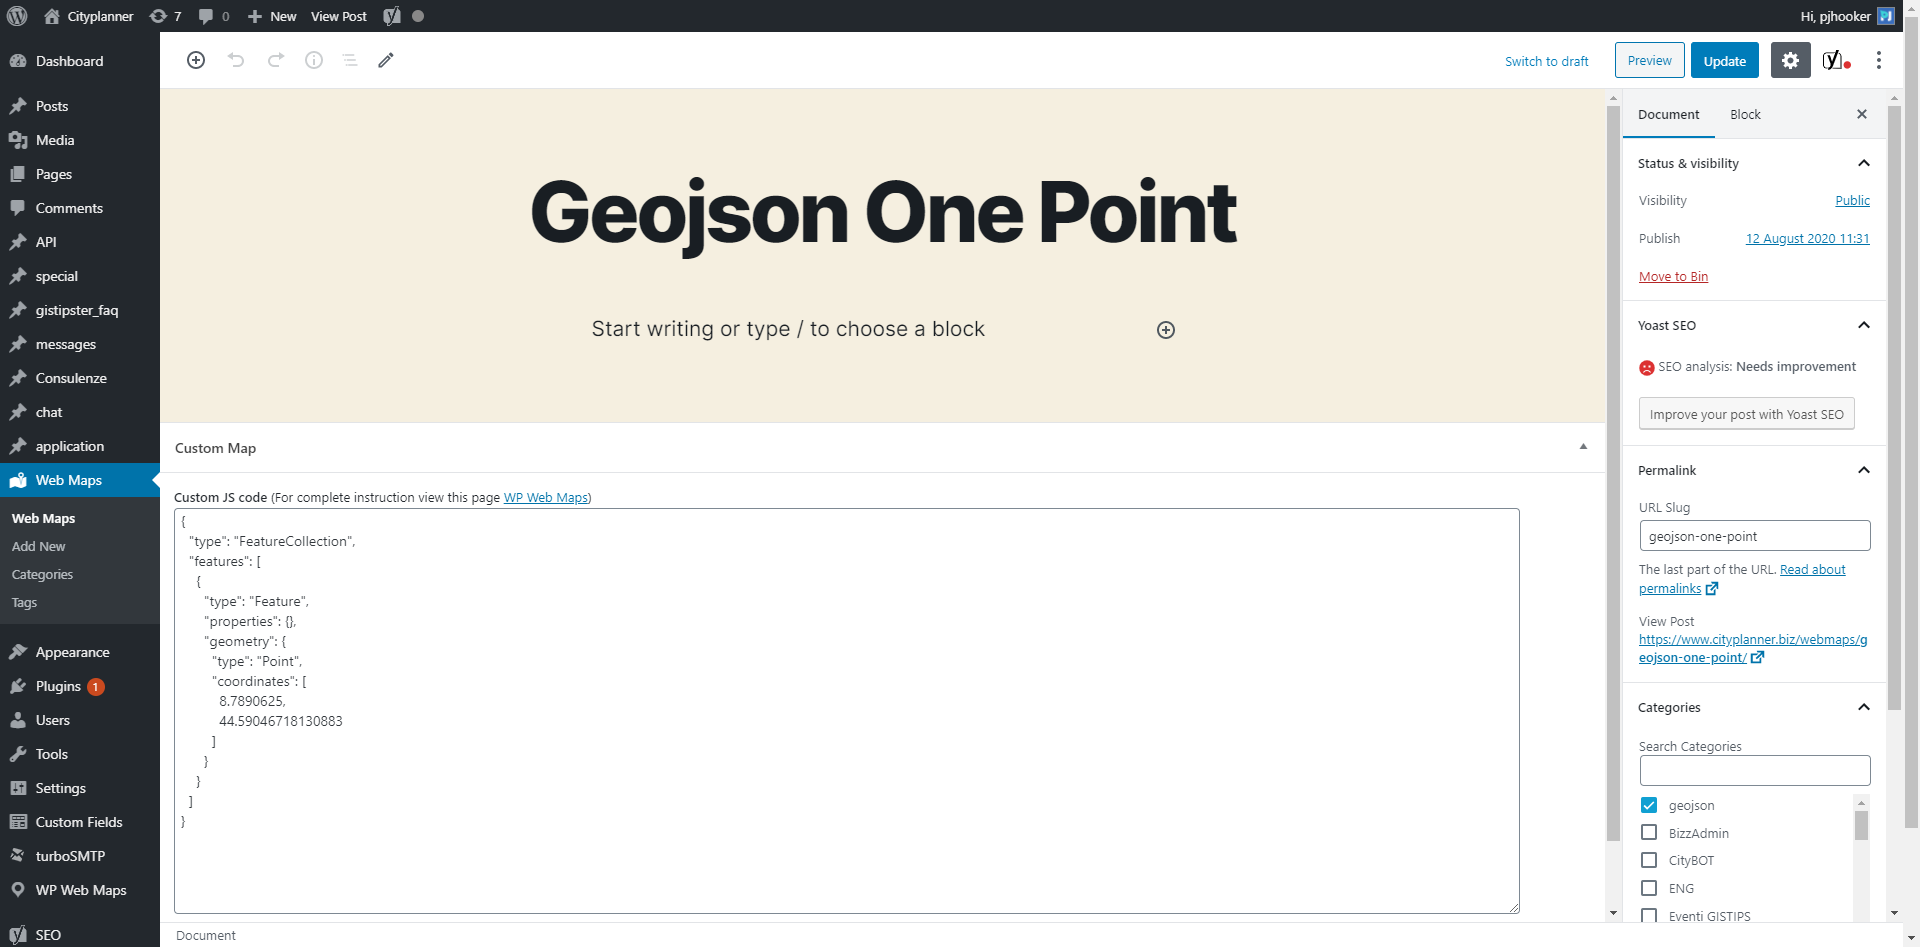 Cityplanner 7 0 New View Post Hi, pjhooker
Dashboard
Posts
Media
Pages
Comments
API
special
gistipster_faq
messages
Consulenze
chat
application
Web Maps
Web Maps
Add New
Categories
Tags
Appearance
Plugins 1
Users
Tools
Settings
Custom Fields
turboSMTP
WP Web Maps
SEO
Switch to draft Preview Update
Geojson One Point
Start writing or type / to choose a block
Custom Map
Custom JS code (For complete instruction view this page WP Web Maps)
{
"type": "FeatureCollection",
"features": [
{
"type": "Feature",
"properties": {},
"geometry": {
"type": "Point",
"coordinates": [
8.7890625,
44.59046718130883
]
}
}
]
}
Document
Document Block
Status & visibility
Visibility Public
Publish 12 August 2020 11:31
Move to Bin
Yoast SEO
SEO analysis: Needs improvement
Improve your post with Yoast SEO
Permalink
URL Slug
geojson-one-point
The last part of the URL. Read about
permalinks
View Post
https://www.cityplanner.biz/webmaps/g
eojson-one-point/
Categories
Search Categories
geojson
BizzAdmin
CityBOT
ENG
Eventi GISTIPS